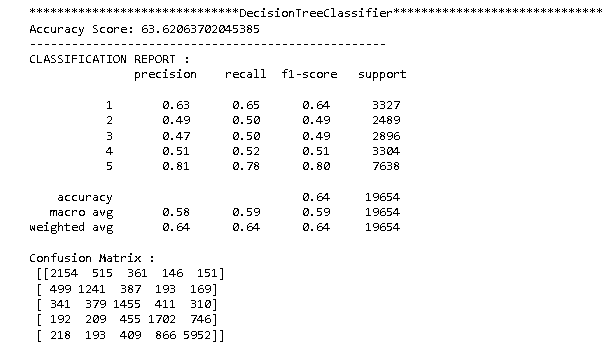 ******************************DecisionTreeClassifier******************************
Accuracy Score: 63.62063702045385
---------------------------------------------------
CLASSIFICATION REPORT :
precision recall f1-score support
1 0.63 0.65 0.64 3327
2 0.49 0.50 0.49 2489
3 0.47 0.50 0.49 2896
4 0.51 0.52 0.51 3304
5 0.81 0.78 0.80 7638
accuracy 0.64 19654
macro avg 0.58 0.59 0.59 19654
weighted avg 0.64 0.64 0.64 19654
Confusion Matrix :
[[2154 515 361 146 151]
[ 499 1241 387 193 169]
[ 341 379 1455 411 310]
[ 192 209 455 1702 746]
[ 218 193 409 866 5952]]